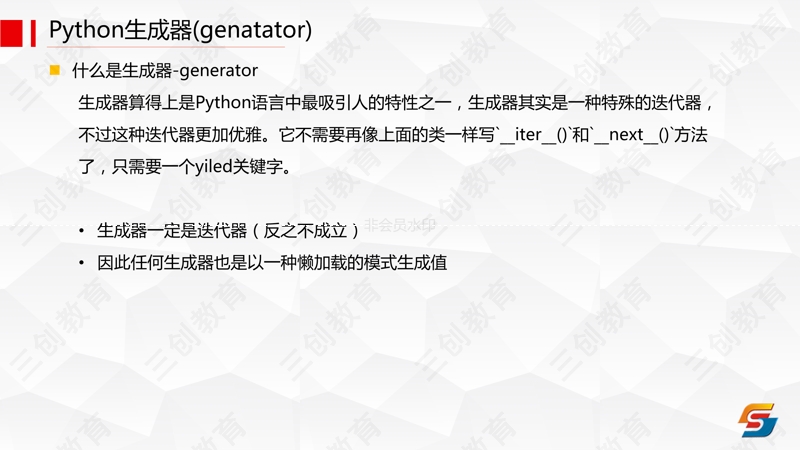 Python生成器(genatator)
什么是生成器-generator
生成器算得上是Python语言中最吸引人的特性之一，生成器其实是一种特殊的迭代器，
不过这种迭代器更加优雅。它不需要再像上面的类一样写`__iter__()`和`__next__()`方法
了，只需要一个yiled关键字。
• 生成器一定是迭代器（反之不成立）
非会员水印
• 因此任何生成器也是以一种懒加载的模式生成值
三创教育